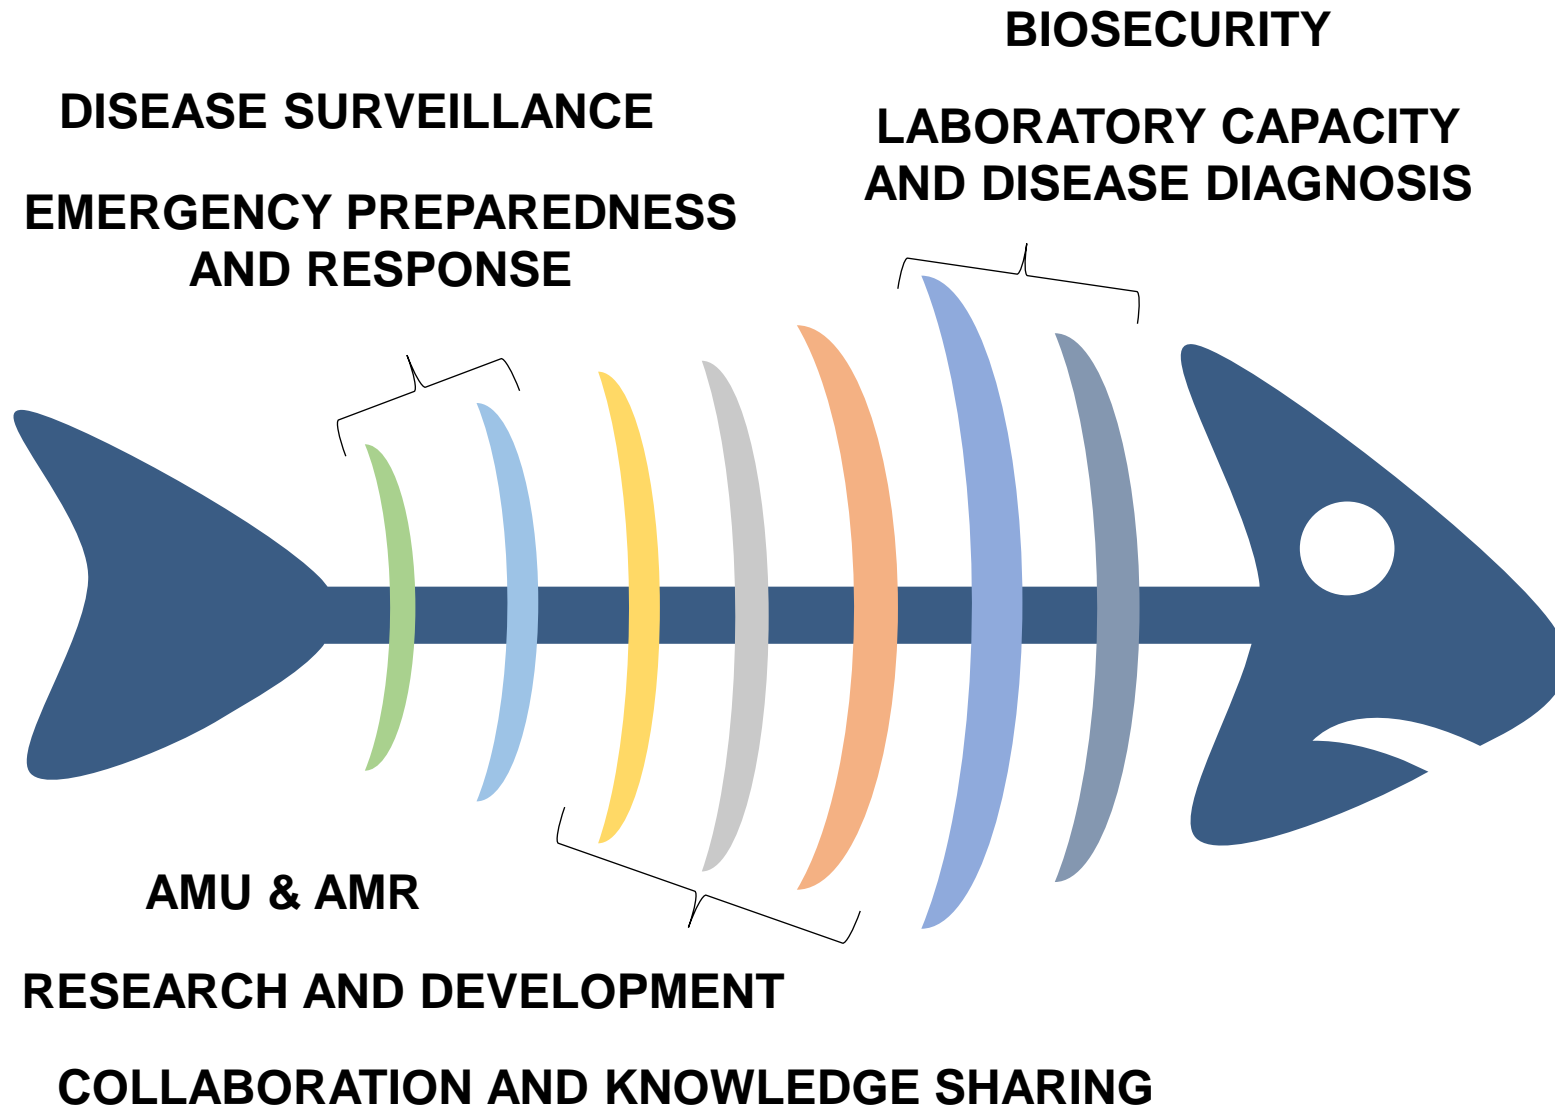 BIOSECURITY
DISEASE SURVEILLANCE
LABORATORY CAPACITY
AND DISEASE DIAGNOSIS
EMERGENCY PREPAREDNESS
AND RESPONSE
AMU & AMR
RESEARCH AND DEVELOPMENT
COLLABORATION AND KNOWLEDGE SHARING